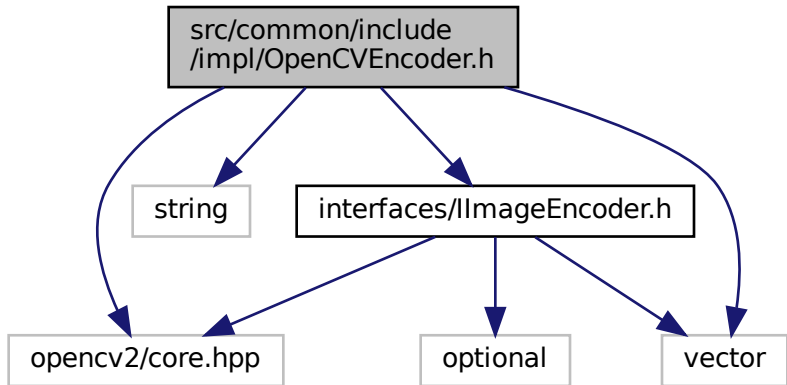 src/common/include
/impl/OpenCVEncoder.h
string
interfaces/IImageEncoder.h
opencv2/core.hpp
optional
vector